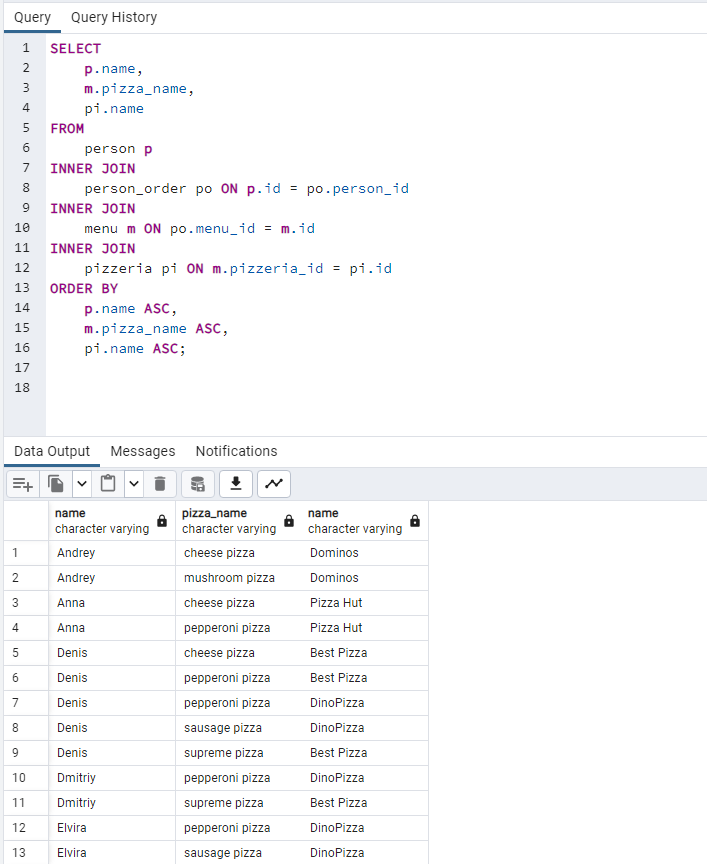 Query Query History
1 SELECT
2 p.name,
3 m.pizza_name,
4 pi.name
5 FROM
6 person p
7 INNER JOIN
8 person_order po ON p.id = po.person_id
9 INNER JOIN
10 menu m ON po.menu_id = m.id
11 INNER JOIN
12 pizzeria pi ON m.pizzeria_id = pi.id
13 ORDER BY
14 p.name ASC,
15 m.pizza_name ASC,
16 pi.name ASC;
17
18
Data Output Messages Notifications
name pizza_name name
character varying character varying character varying
1 Andrey cheese pizza Dominos
2 Andrey mushroom pizza Dominos
3 Anna cheese pizza Pizza Hut
4 Anna pepperoni pizza Pizza Hut
5 Denis cheese pizza Best Pizza
6 Denis pepperoni pizza Best Pizza
7 Denis pepperoni pizza DinoPizza
8 Denis sausage pizza DinoPizza
9 Denis supreme pizza Best Pizza
10 Dmitriy pepperoni pizza DinoPizza
11 Dmitriy supreme pizza Best Pizza
12 Elvira pepperoni pizza DinoPizza
13 Elvira sausage pizza DinoPizza